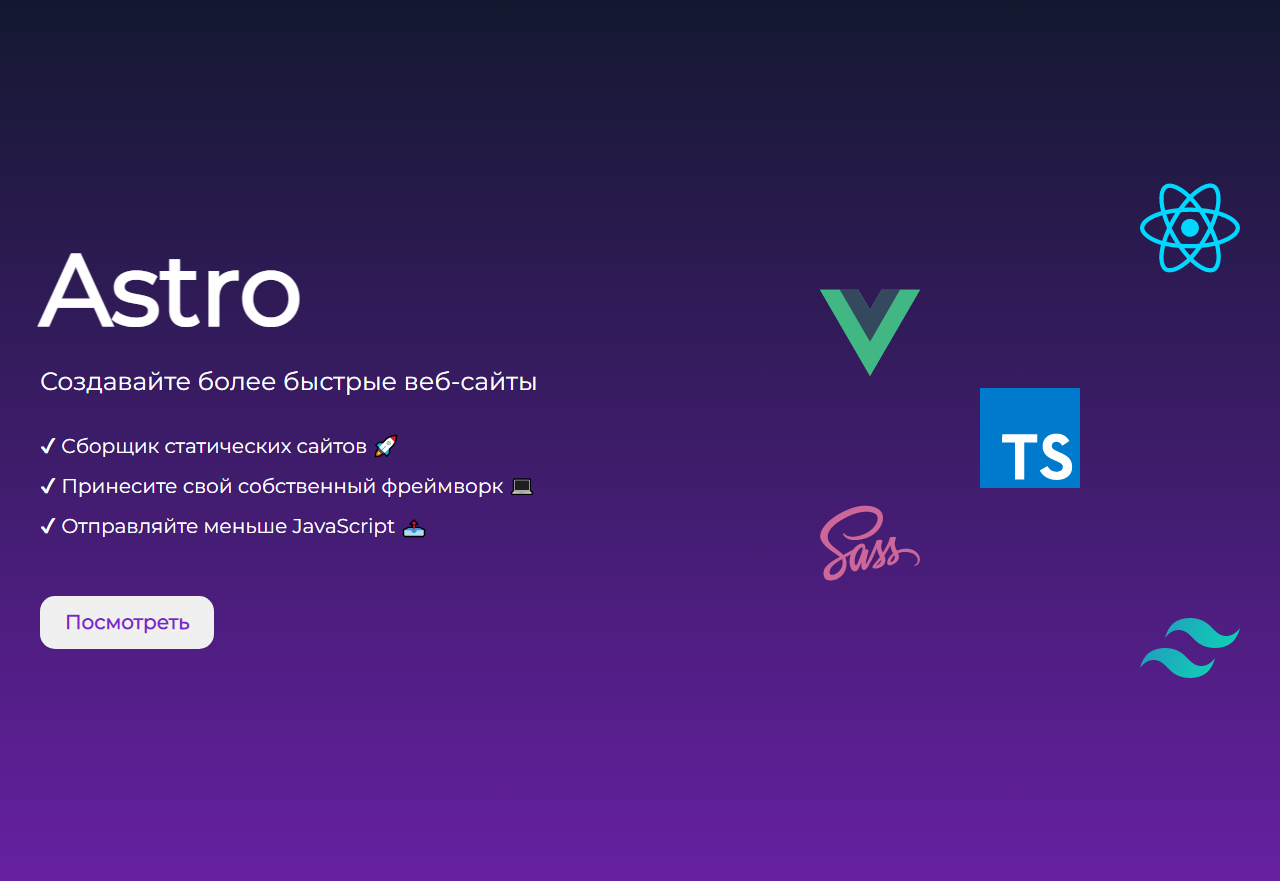 Astro
Создавайте более быстрые веб-сайты
✔ Сборщик статических сайтов 🚀
✔ Принесите свой собственный фреймворк 💻
✔ Отправляйте меньше JavaScript 📤
Посмотреть
TS
Sass